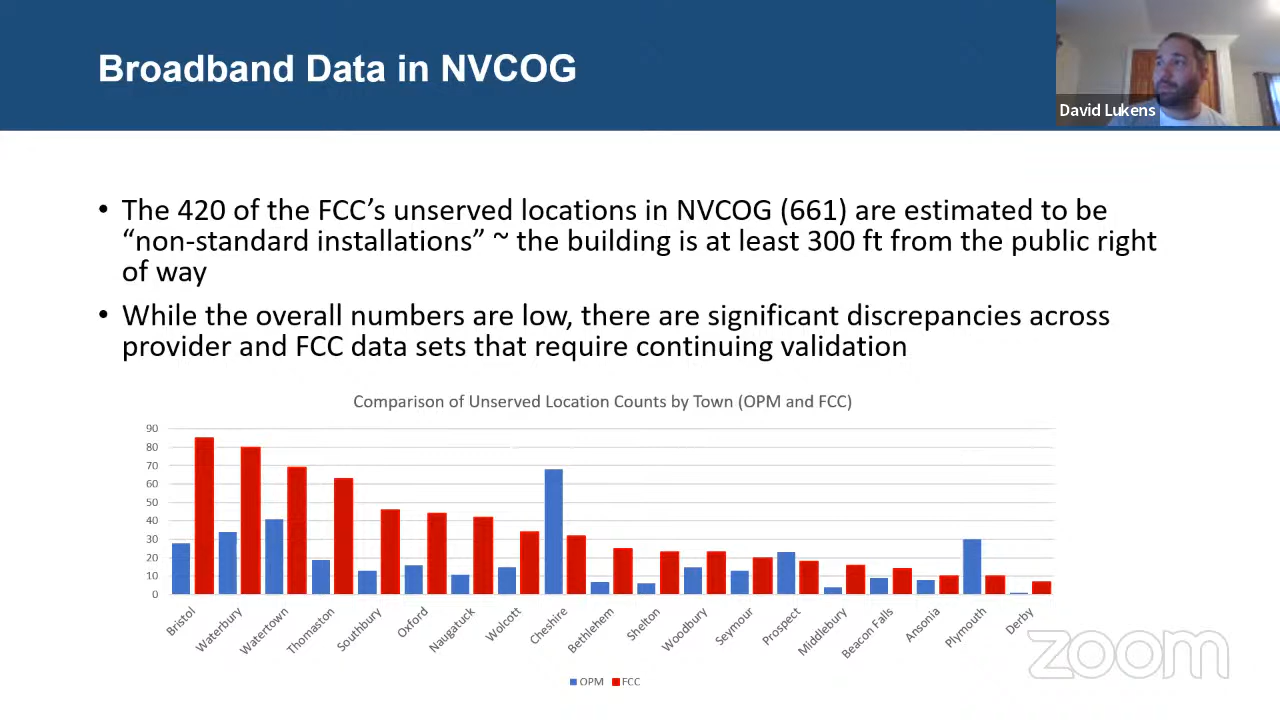 Broadband Data in NVCOG
David Lukens
• The 420 of the FCC’s unserved locations in NVCOG (661) are estimated to be
“non-standard installations” ~ the building is at least 300 ft from the public right
of way
• While the overall numbers are low, there are significant discrepancies across
provider and FCC data sets that require continuing validation
Comparison of Unserved Location Counts by Town (OPM and FCC)
90
80
70
60
50
40
30
20
10
0
Bristol
Waterbury
Watertown
Thomaston
Southbury
Oxford
Naugatuck
Wolcott
Cheshire
Bethlehem
Shelton
Woodbury
Seymour
Prospect
Middlebury
Beacon Falls
Ansonia
Plymouth
Derby
OPM FCC
zoom